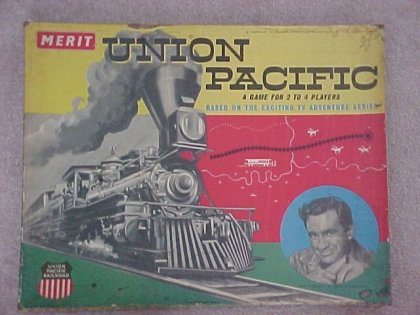 MERIT
UNION
PACIFIC
A GAME FOR 2 TO 4 PLAYERS
BASED ON THE EXCITING TV ADVENTURE SERIES
UNION
PACIFIC
RAILROAD